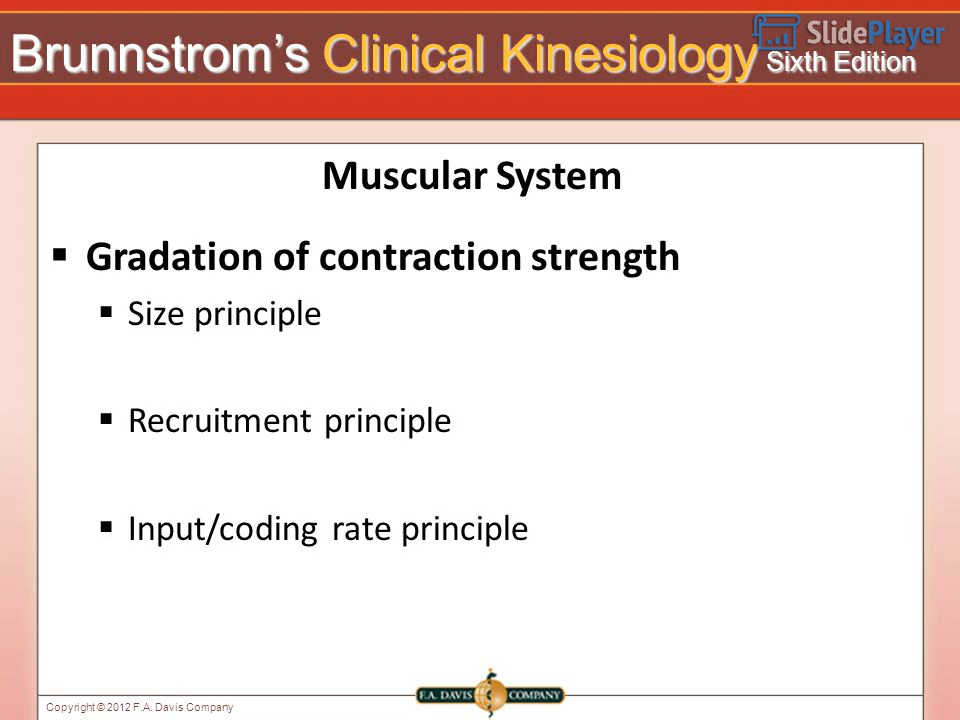 Brunnstrom’s Clinical Kinesiology
SlidePlayer
Sixth Edition
Muscular System
▪ Gradation of contraction strength
▪ Size principle
▪ Recruitment principle
▪ Input/coding rate principle
F.A. DAVIS COMPANY
Copyright © 2012 F.A. Davis Company